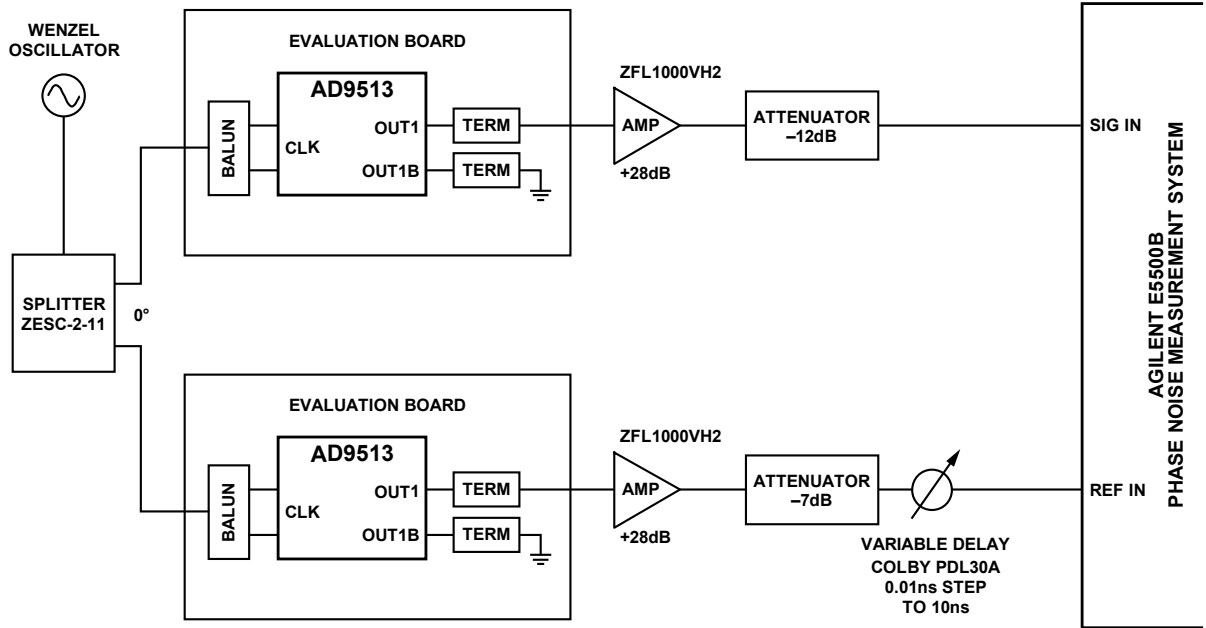 WENZEL
OSCILLATOR
SPLITTER
ZESC-2-11
0°
EVALUATION BOARD
BALUN
AD9513
CLK
OUT1
OUT1B
TERM
TERM
ZFL1000VH2
AMP
+28dB
ATTENUATOR
–12dB
SIG IN
EVALUATION BOARD
BALUN
AD9513
CLK
OUT1
OUT1B
TERM
TERM
ZFL1000VH2
AMP
+28dB
ATTENUATOR
–7dB
VARIABLE DELAY
COLBY PDL30A
0.01ns STEP
TO 10ns
REF IN
AGILENT E5500B
PHASE NOISE MEASUREMENT SYSTEM